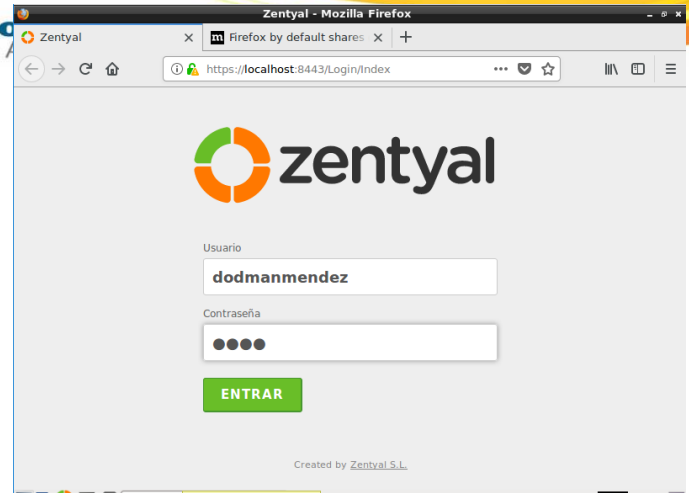 Zentyal - Mozilla Firefox
Zentyal
Firefox by default shares
https://localhost:8443/Login/Index
zentyal
Usuario
dodmanmendez
Contraseña
ENTRAR
Created by Zentyal S.L.